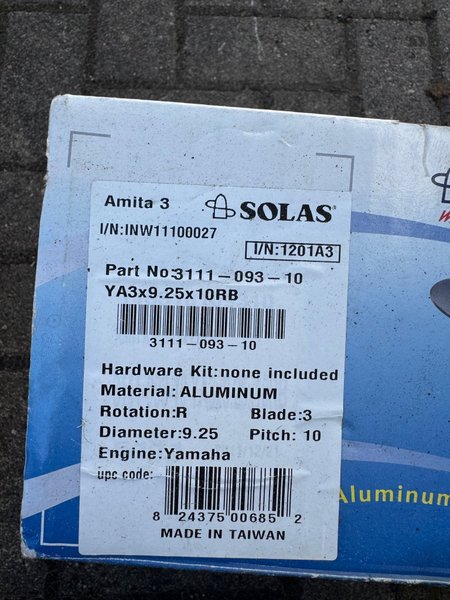 Amita 3 SOLAS®
I/N:INW11100027
I/N:1201A3
Part No:3111-093-10
YA3x9.25x10RB
3111-093-10
Hardware Kit:none included
Material: ALUMINUM
Rotation:R Blade:3
Diameter:9.25 Pitch: 10
Engine:Yamaha
upc code:
8 24375 00685 2
MADE IN TAIWAN
Aluminum